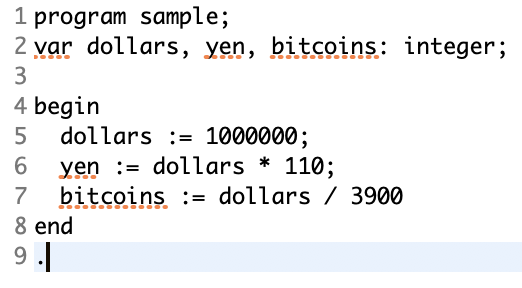 1 program sample;
2 var dollars, yen, bitcoins: integer;
3
4 begin
5   dollars := 1000000;
6   yen := dollars * 110;
7   bitcoins := dollars / 3900
8 end
9 .